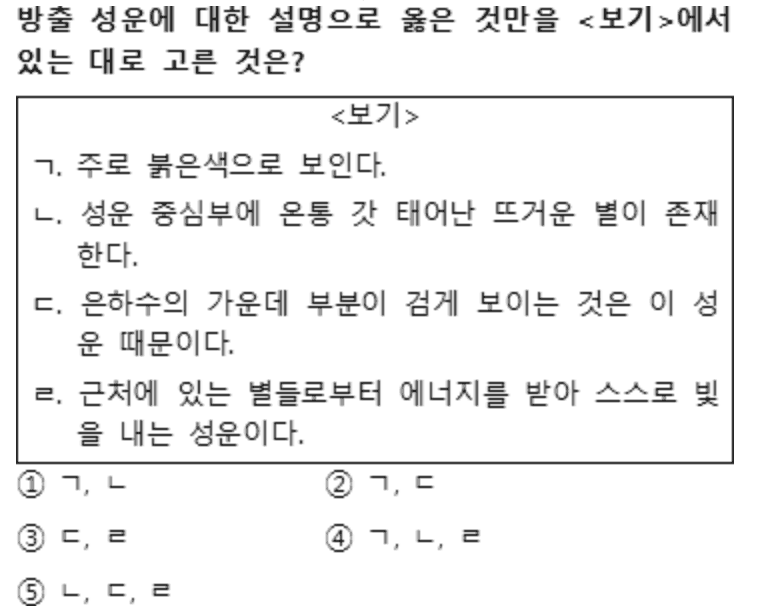 방출 성운에 대한 설명으로 옳은 것만을 <보기>에서
있는 대로 고른 것은?
<보기>
ㄱ. 주로 붉은색으로 보인다.
ㄴ. 성운 중심부에 온통 갓 태어난 뜨거운 별이 존재
한다.
ㄷ. 은하수의 가운데 부분이 검게 보이는 것은 이 성
운 때문이다.
ㄹ. 근처에 있는 별들로부터 에너지를 받아 스스로 빛
을 내는 성운이다.
① ㄱ, ㄴ ② ㄱ, ㄷ
③ ㄷ, ㄹ ④ ㄱ, ㄴ, ㄹ
⑤ ㄴ, ㄷ, ㄹ